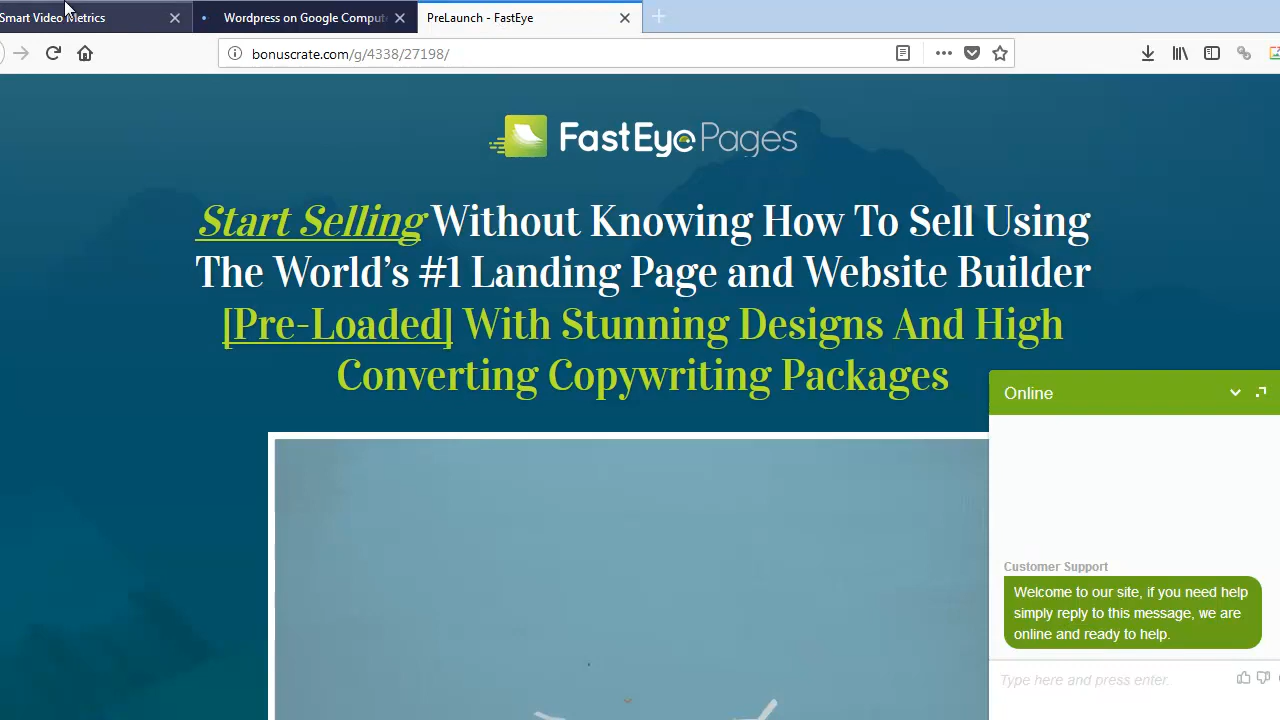 Smart Video Metrics
Wordpress on Google Comput
PreLaunch - FastEye
bonuscrate.com/g/4338/27198/
FastEye Pages
Start Selling Without Knowing How To Sell Using
The World's #1 Landing Page and Website Builder
[Pre-Loaded] With Stunning Designs And High
Converting Copywriting Packages
Online
Customer Support
Welcome to our site, if you need help
simply reply to this message, we are
online and ready to help.
Type here and press enter..